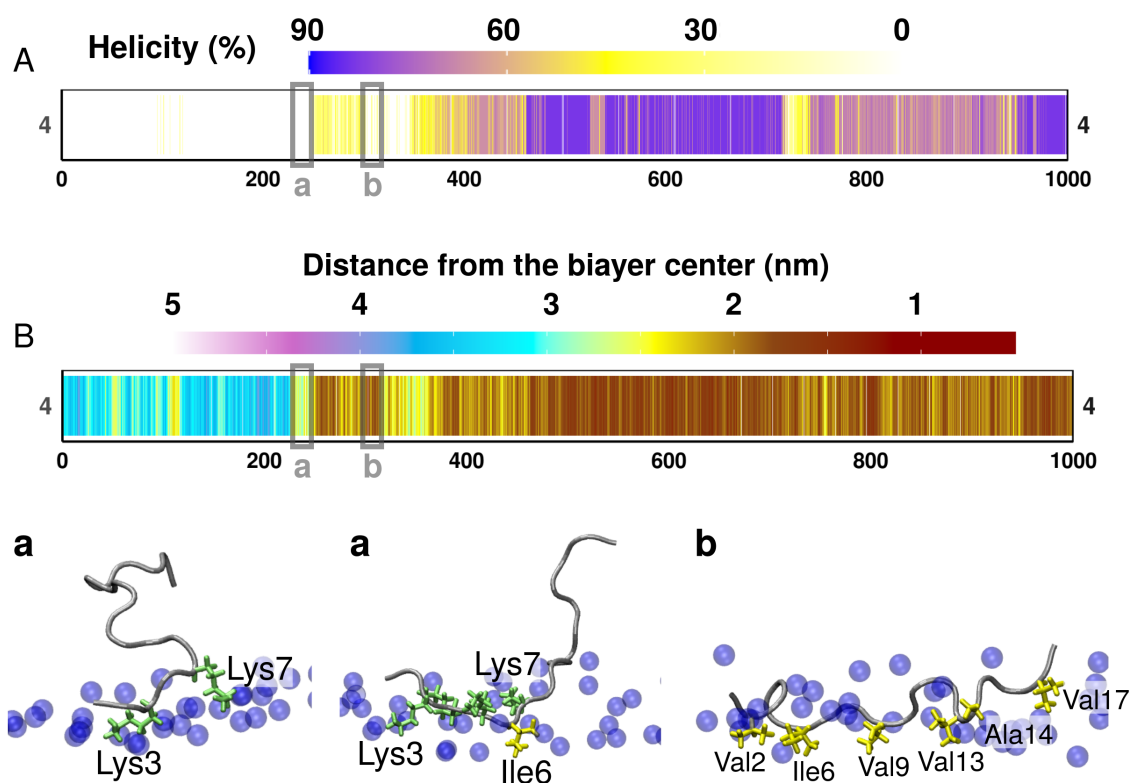 A
Helicity (%)
90 60 30 0
4 4
0 200 400 600 800 1000
a b
Distance from the biayer center (nm)
5 4 3 2 1
B
4 4
0 200 400 600 800 1000
a b
a a b
Lys7
Lys3
Lys7
Lys3
Ile6
Val2 Ile6 Val9 Val13 Ala14 Val17